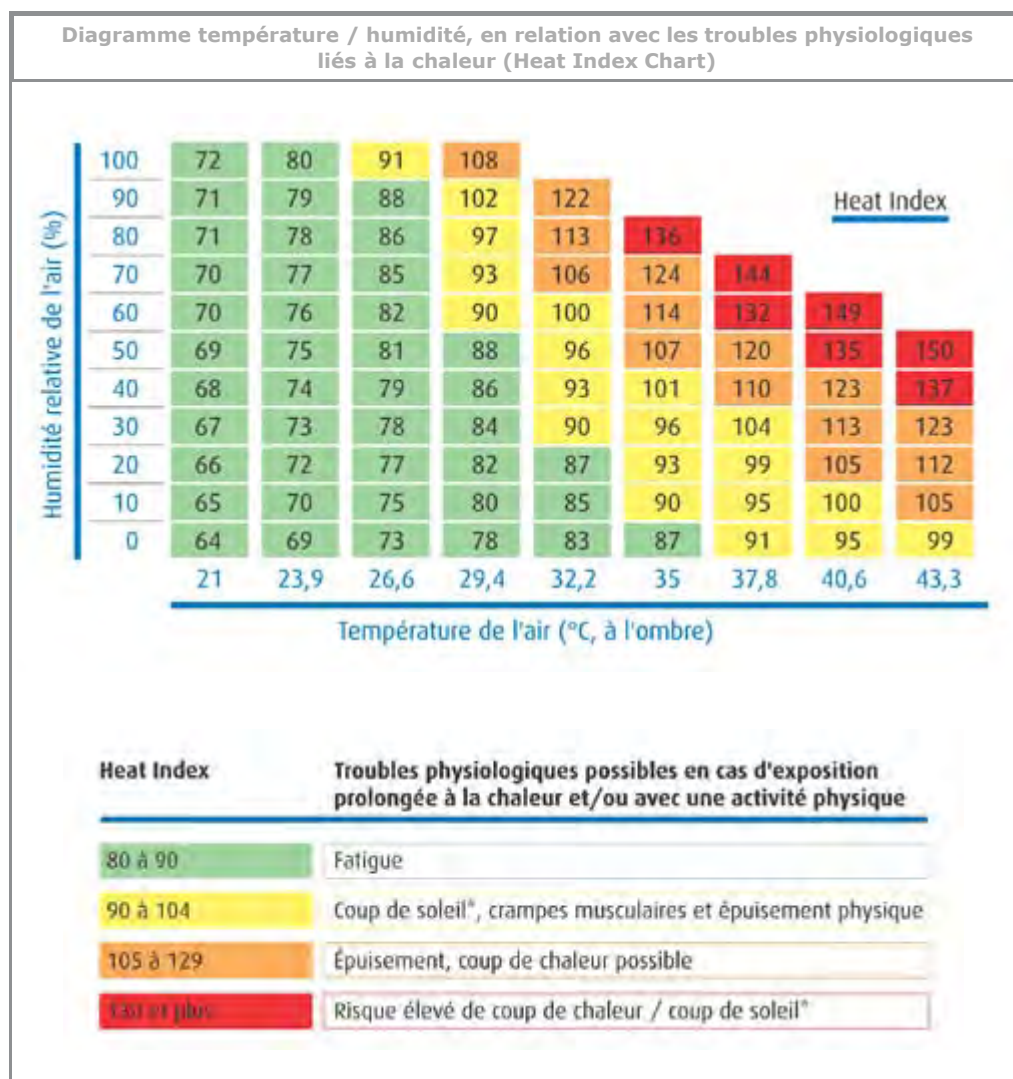 Diagramme température / humidité, en relation avec les troubles physiologiques
liés à la chaleur (Heat Index Chart)
Humidité relative de l'air (%)
Heat Index
100 72 80 91 108
90 71 79 88 102 122
80 71 78 86 97 113 136
70 70 77 85 93 106 124 144
60 70 76 82 90 100 114 132 149
50 69 75 81 88 96 107 120 135 150
40 68 74 79 86 93 101 110 123 137
30 67 73 78 84 90 96 104 113 123
20 66 72 77 82 87 93 99 105 112
10 65 70 75 80 85 90 95 100 105
0 64 69 73 78 83 87 91 95 99
21 23,9 26,6 29,4 32,2 35 37,8 40,6 43,3
Température de l'air (°C, à l'ombre)
Heat Index
Troubles physiologiques possibles en cas d'exposition
prolongée à la chaleur et/ou avec une activité physique
80 à 90 Fatigue
90 à 104 Coup de soleil*, crampes musculaires et épuisement physique
105 à 129 Épuisement, coup de chaleur possible
130 et plus Risque élevé de coup de chaleur / coup de soleil*